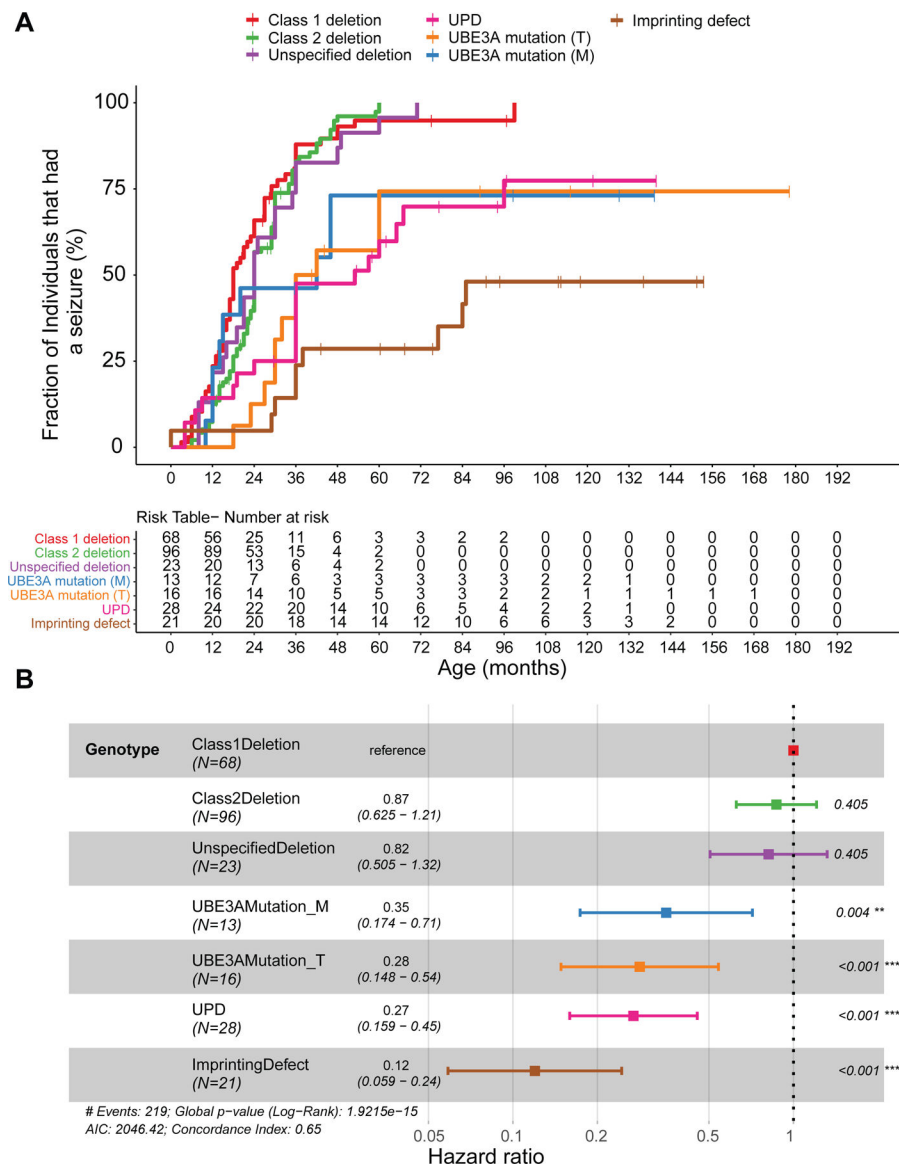 A
Class 1 deletion
Class 2 deletion
Unspecified deletion
UPD
UBE3A mutation (T)
UBE3A mutation (M)
Imprinting defect
Fraction of Individuals that had
a seizure (%)
100
75
50
25
0
0 12 24 36 48 60 72 84 96 108 120 132 144 156 168 180 192
Risk Table− Number at risk
Class 1 deletion 68 56 25 11 6 3 3 2 2 0 0 0 0 0 0 0 0
Class 2 deletion 96 89 53 15 4 2 0 0 0 0 0 0 0 0 0 0 0
Unspecified deletion 23 20 13 6 4 2 0 0 0 0 0 0 0 0 0 0 0
UBE3A mutation (M) 13 12 7 6 3 3 3 3 3 2 2 1 0 0 0 0 0
UBE3A mutation (T) 16 16 14 10 5 5 3 3 2 2 1 1 1 1 1 0 0
UPD 28 24 22 20 14 10 6 5 4 2 2 1 0 0 0 0 0
Imprinting defect 21 20 20 18 14 14 12 10 6 6 3 3 2 0 0 0 0
0 12 24 36 48 60 72 84 96 108 120 132 144 156 168 180 192
Age (months)
B
Genotype
Class1Deletion
(N=68)
reference
Class2Deletion
(N=96)
0.87
(0.625 − 1.21)
0.405
UnspecifiedDeletion
(N=23)
0.82
(0.505 − 1.32)
0.405
UBE3AMutation_M
(N=13)
0.35
(0.174 − 0.71)
0.004 **
UBE3AMutation_T
(N=16)
0.28
(0.148 − 0.54)
<0.001 ***
UPD
(N=28)
0.27
(0.159 − 0.45)
<0.001 ***
ImprintingDefect
(N=21)
0.12
(0.059 − 0.24)
<0.001 ***
# Events: 219; Global p−value (Log−Rank): 1.9215e−15
AIC: 2046.42; Concordance Index: 0.65
0.05 0.1 0.2 0.5 1
Hazard ratio